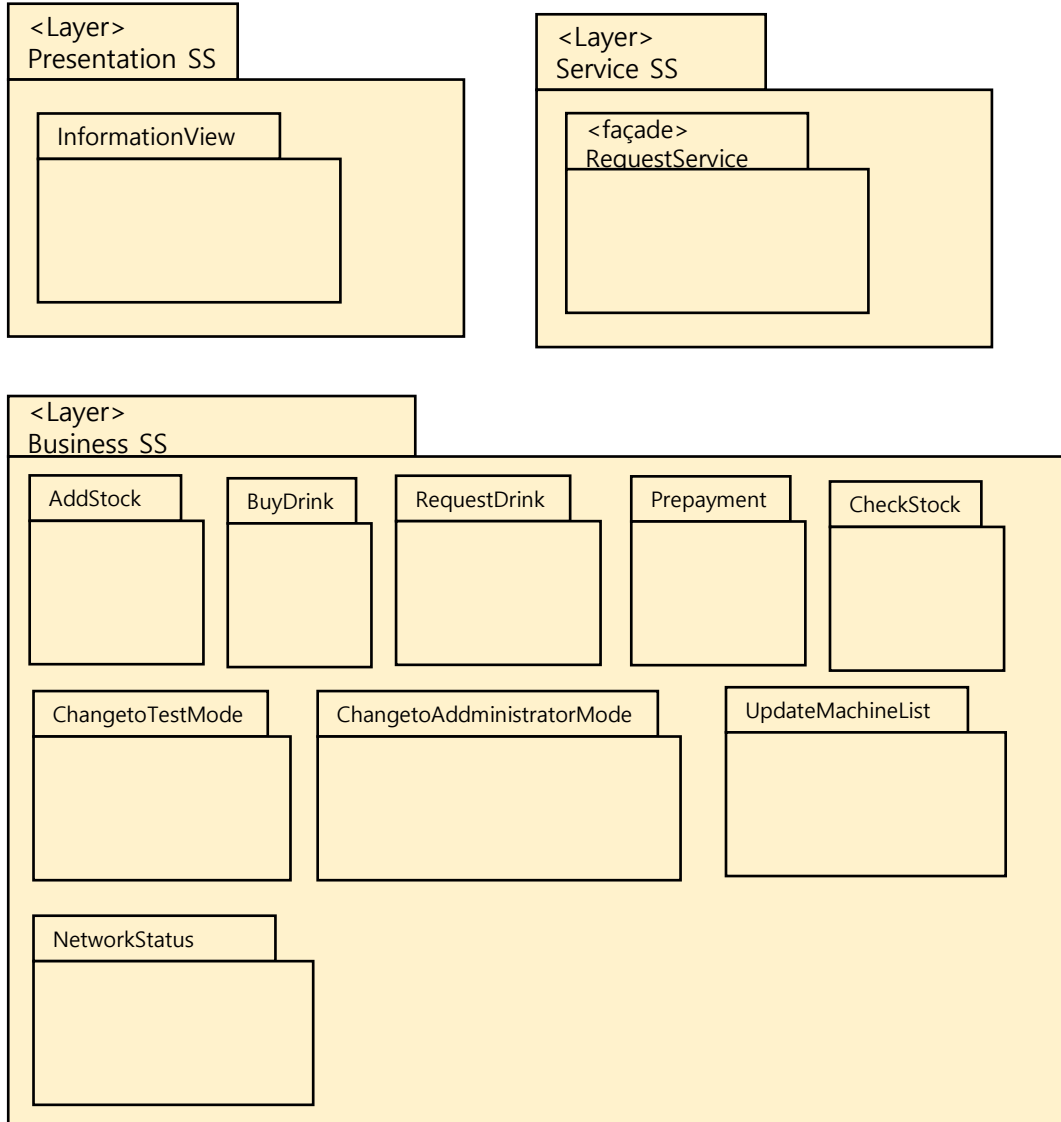 <Layer>
Presentation SS
InformationView
<Layer>
Service SS
<façade>
RequestService
<Layer>
Business SS
AddStock
BuyDrink
RequestDrink
Prepayment
CheckStock
ChangetoTestMode
ChangetoAddministratorMode
UpdateMachineList
NetworkStatus